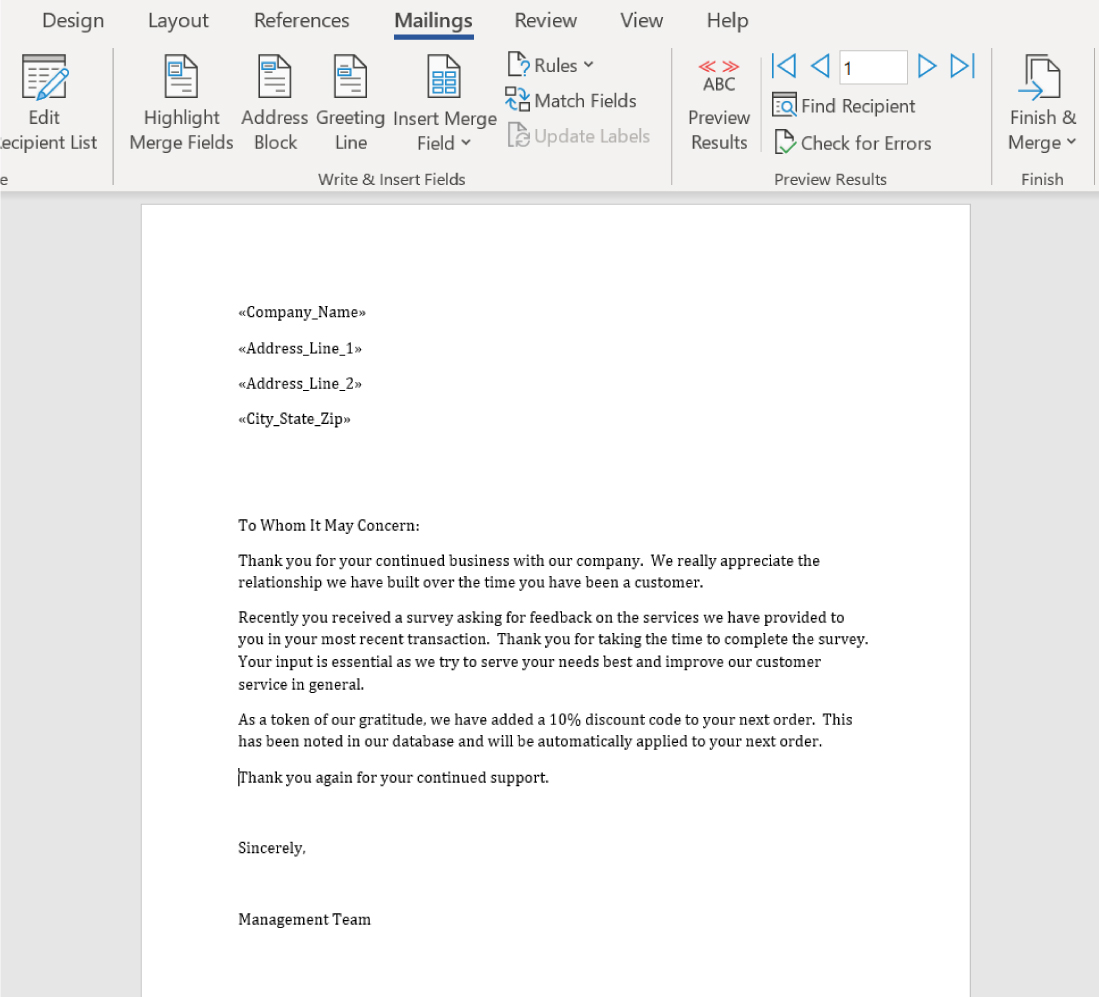 Design Layout References Mailings Review View Help
Edit
ecipient List
e
Highlight
Merge Fields
Address
Block
Greeting
Line
Insert Merge
Field
Rules
Match Fields
Update Labels
Write & Insert Fields
ABC
Preview
Results
1
Find Recipient
Check for Errors
Preview Results
Finish &
Merge
Finish
«Company_Name»
«Address_Line_1»
«Address_Line_2»
«City_State_Zip»
To Whom It May Concern:
Thank you for your continued business with our company.  We really appreciate the
relationship we have built over the time you have been a customer.
Recently you received a survey asking for feedback on the services we have provided to
you in your most recent transaction.  Thank you for taking the time to complete the survey.
Your input is essential as we try to serve your needs best and improve our customer
service in general.
As a token of our gratitude, we have added a 10% discount code to your next order.  This
has been noted in our database and will be automatically applied to your next order.
Thank you again for your continued support.
Sincerely,
Management Team